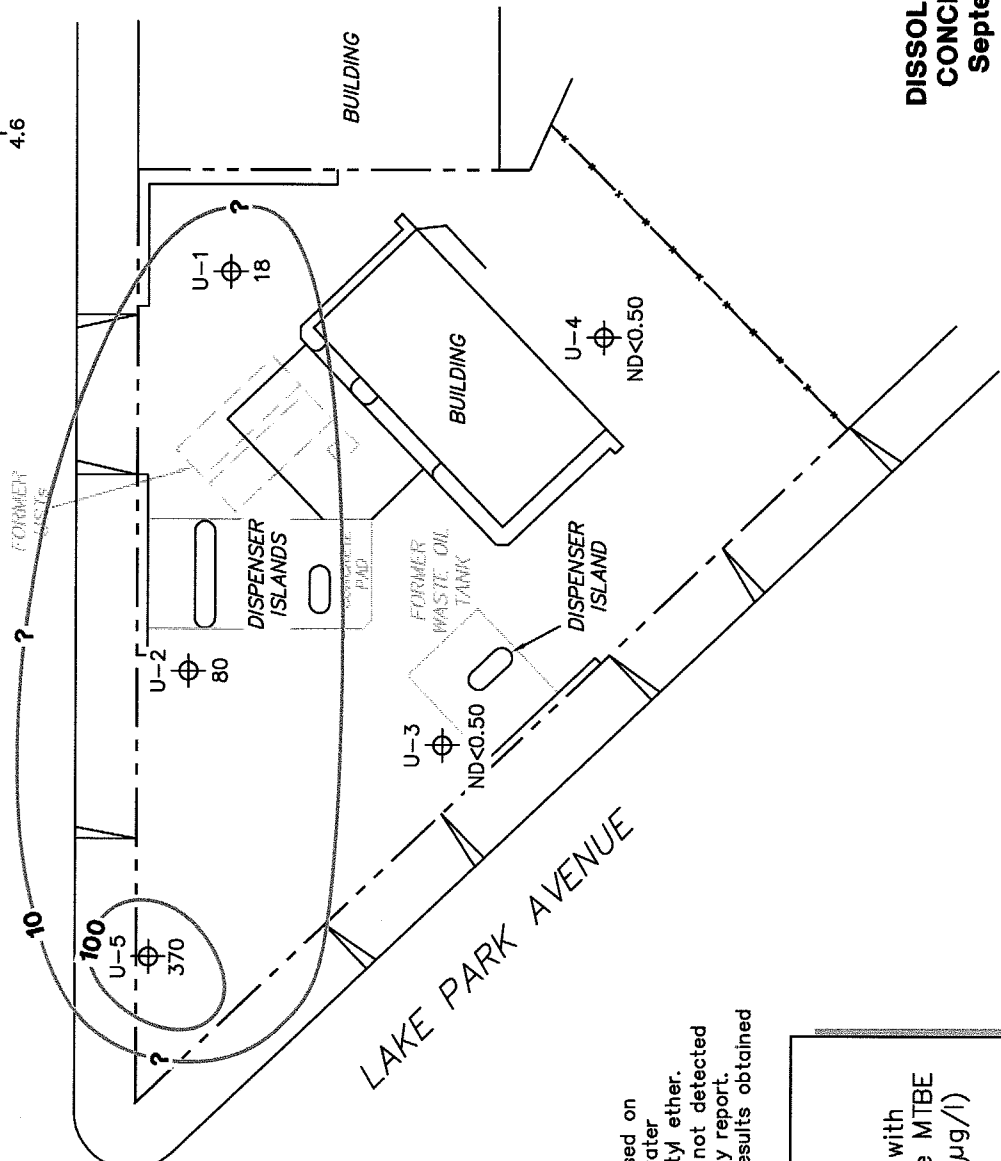 4.6
BUILDING
FORMER
USTs
?
?
U-1
18
10
100
U-5
370
?
U-2
80
DISPENSER
ISLANDS
PAD
BUILDING
U-4
ND<0.50
FORMER
WASTE OIL
TANK
DISPENSER
ISLAND
U-3
ND<0.50
LAKE PARK AVENUE
sed on
ater
tyl ether.
not detected
y report.
esults obtained
with
e MTBE
µg/l)
DISSOL
CONC
Septe